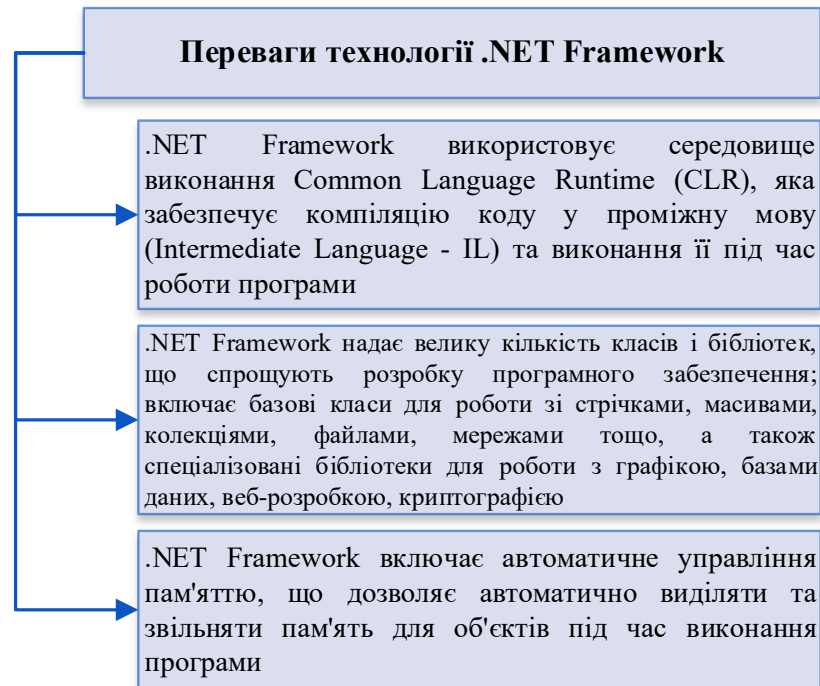 Переваги технології .NET Framework
.NET Framework використовує середовище
виконання Common Language Runtime (CLR), яка
забезпечує компіляцію коду у проміжну мову
(Intermediate Language - IL) та виконання її під час
роботи програми
.NET Framework надає велику кількість класів і бібліотек,
що спрощують розробку програмного забезпечення;
включає базові класи для роботи зі стрічками, масивами,
колекціями, файлами, мережами тощо, а також
спеціалізовані бібліотеки для роботи з графікою, базами
даних, веб-розробкою, криптографією
.NET Framework включає автоматичне управління
пам'яттю, що дозволяє автоматично виділяти та
звільняти пам'ять для об'єктів під час виконання
програми